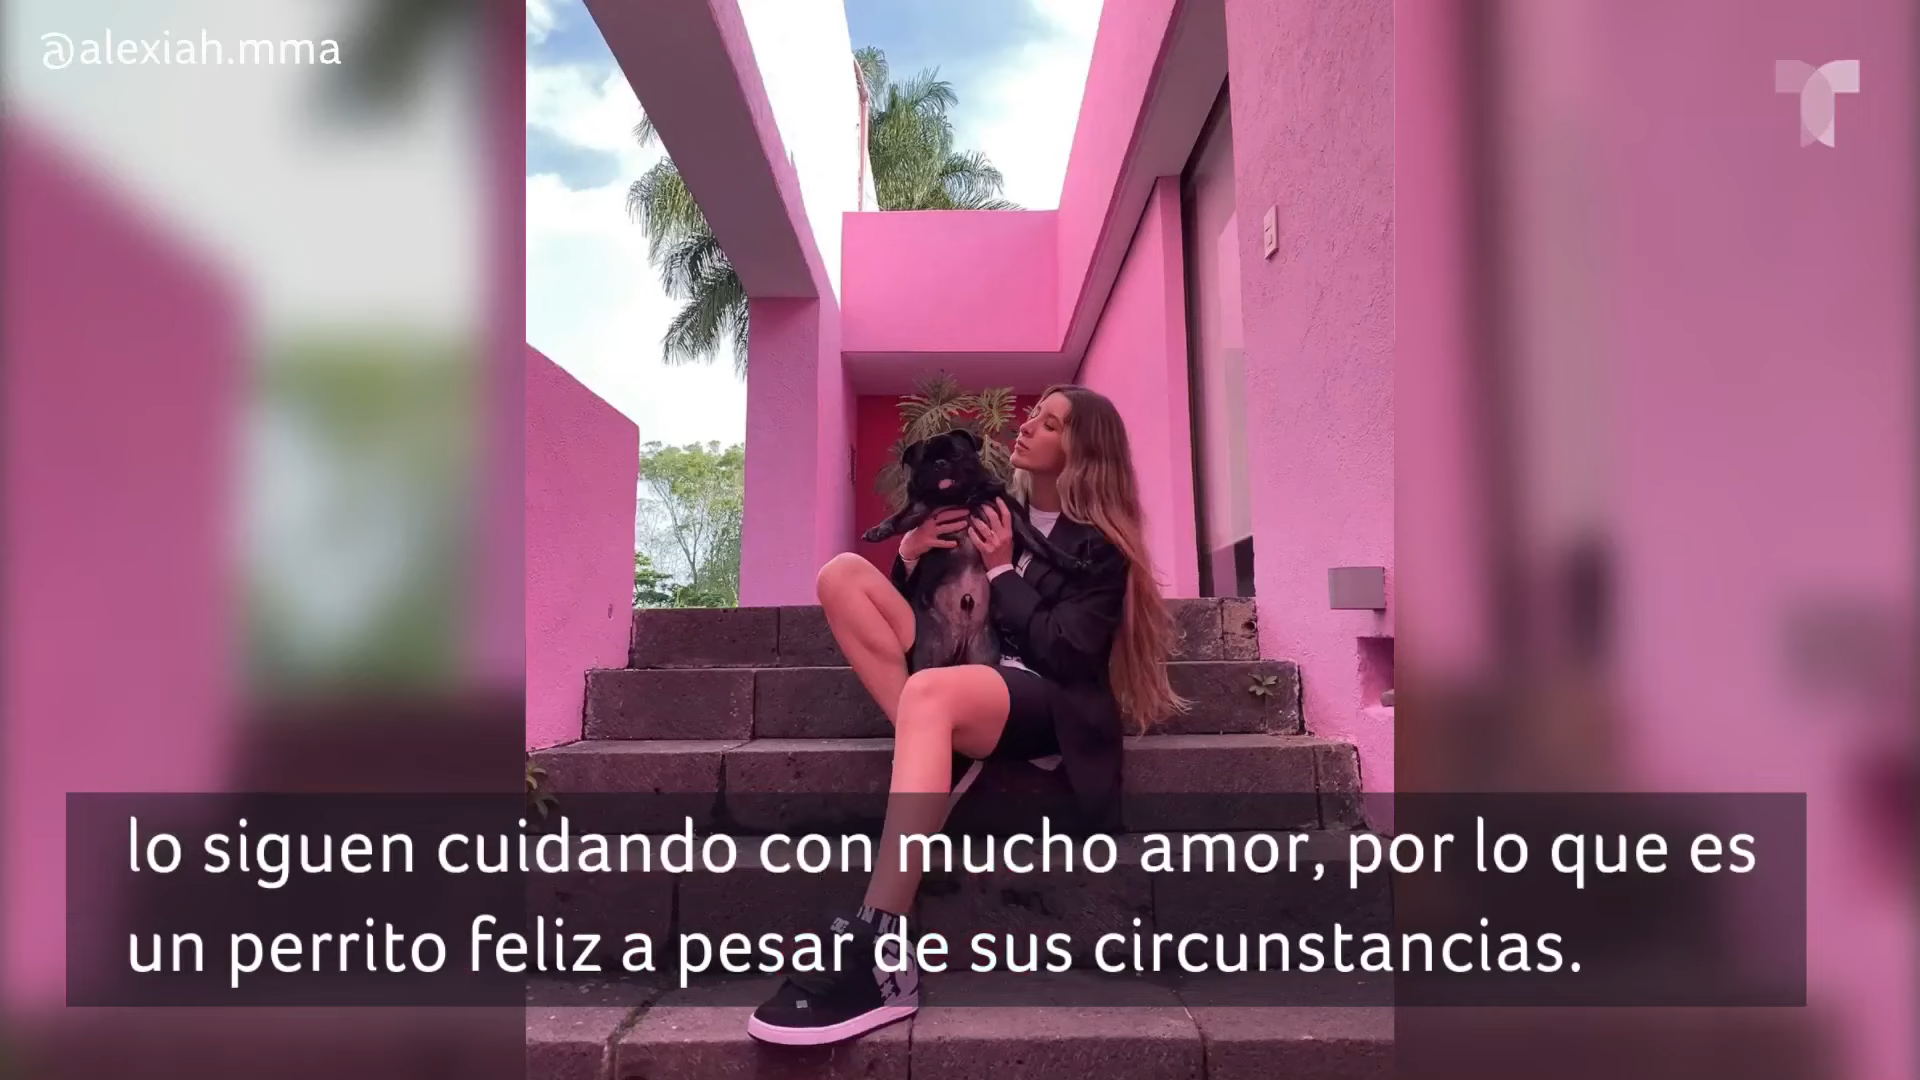 @alexiah.mma
lo siguen cuidando con mucho amor, por lo que es
un perrito feliz a pesar de sus circunstancias.